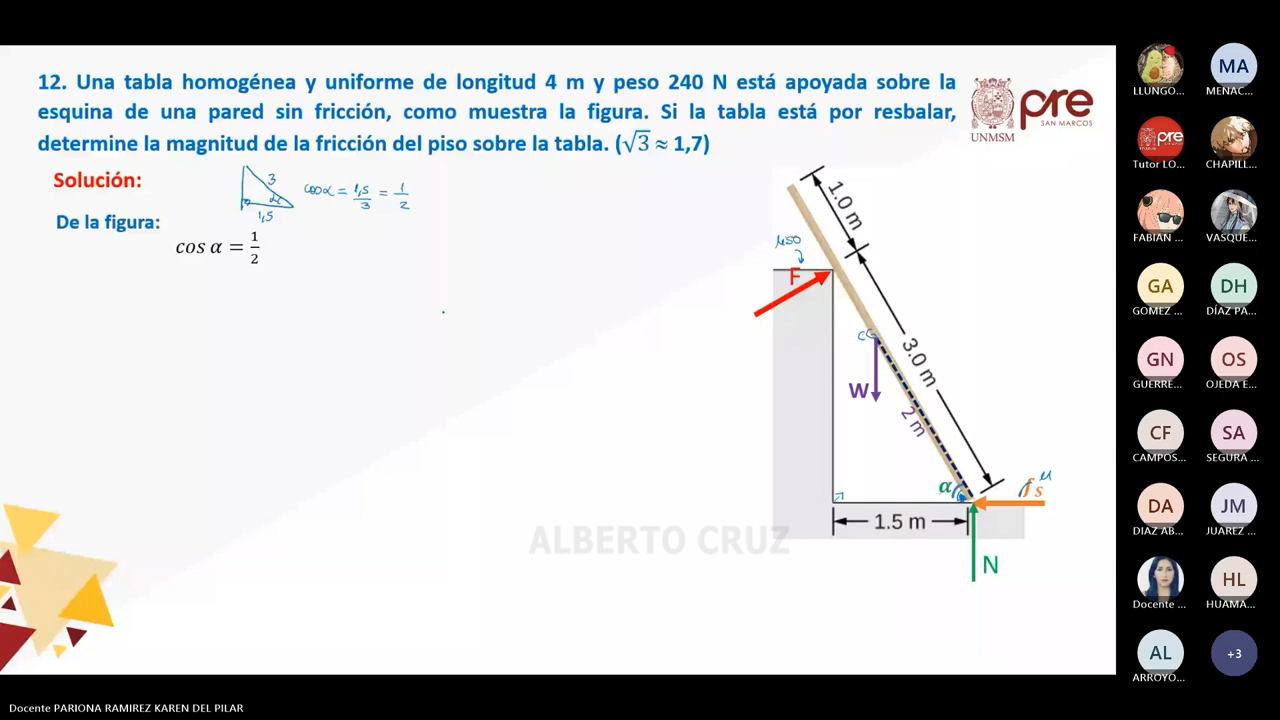 12. Una tabla homogénea y uniforme de longitud 4 m y peso 240 N está apoyada sobre la
esquina de una pared sin fricción, como muestra la figura. Si la tabla está por resbalar,
determine la magnitud de la fricción del piso sobre la tabla. (√3 ≈ 1,7)
UNMSM
pre
SAN MARCOS
Solución:
3
α
1,5
cosα = 1,5/3 = 1/2
De la figura:
cos α = 1/2
1.0 m
F
3.0 m
CG
W
2 m
α
fs
μ
1.5 m
N
ALBERTO CRUZ
LLUNGO...
MA
MENAC...
pre
Tutor LO...
CHAPILL...
FABIAN ...
VASQUE...
GA
GOMEZ ...
DH
DÍAZ PA...
GN
GUERRE...
OS
OJEDA E...
CF
CAMPOS...
SA
SEGURA ...
DA
DIAZ AB...
JM
JUAREZ ...
Docente ...
HL
HUAMA...
AL
ARROYO...
+3
Docente PARIONA RAMIREZ KAREN DEL PILAR